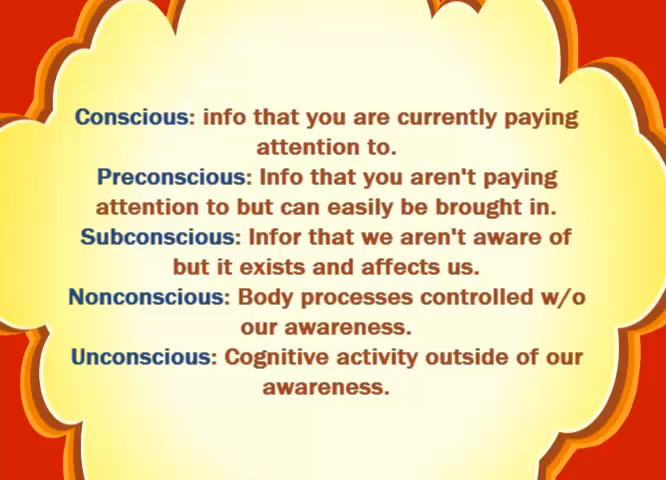 Conscious: info that you are currently paying
attention to.
Preconscious: Info that you aren't paying
attention to but can easily be brought in.
Subconscious: Infor that we aren't aware of
but it exists and affects us.
Nonconscious: Body processes controlled w/o
our awareness.
Unconscious: Cognitive activity outside of our
awareness.